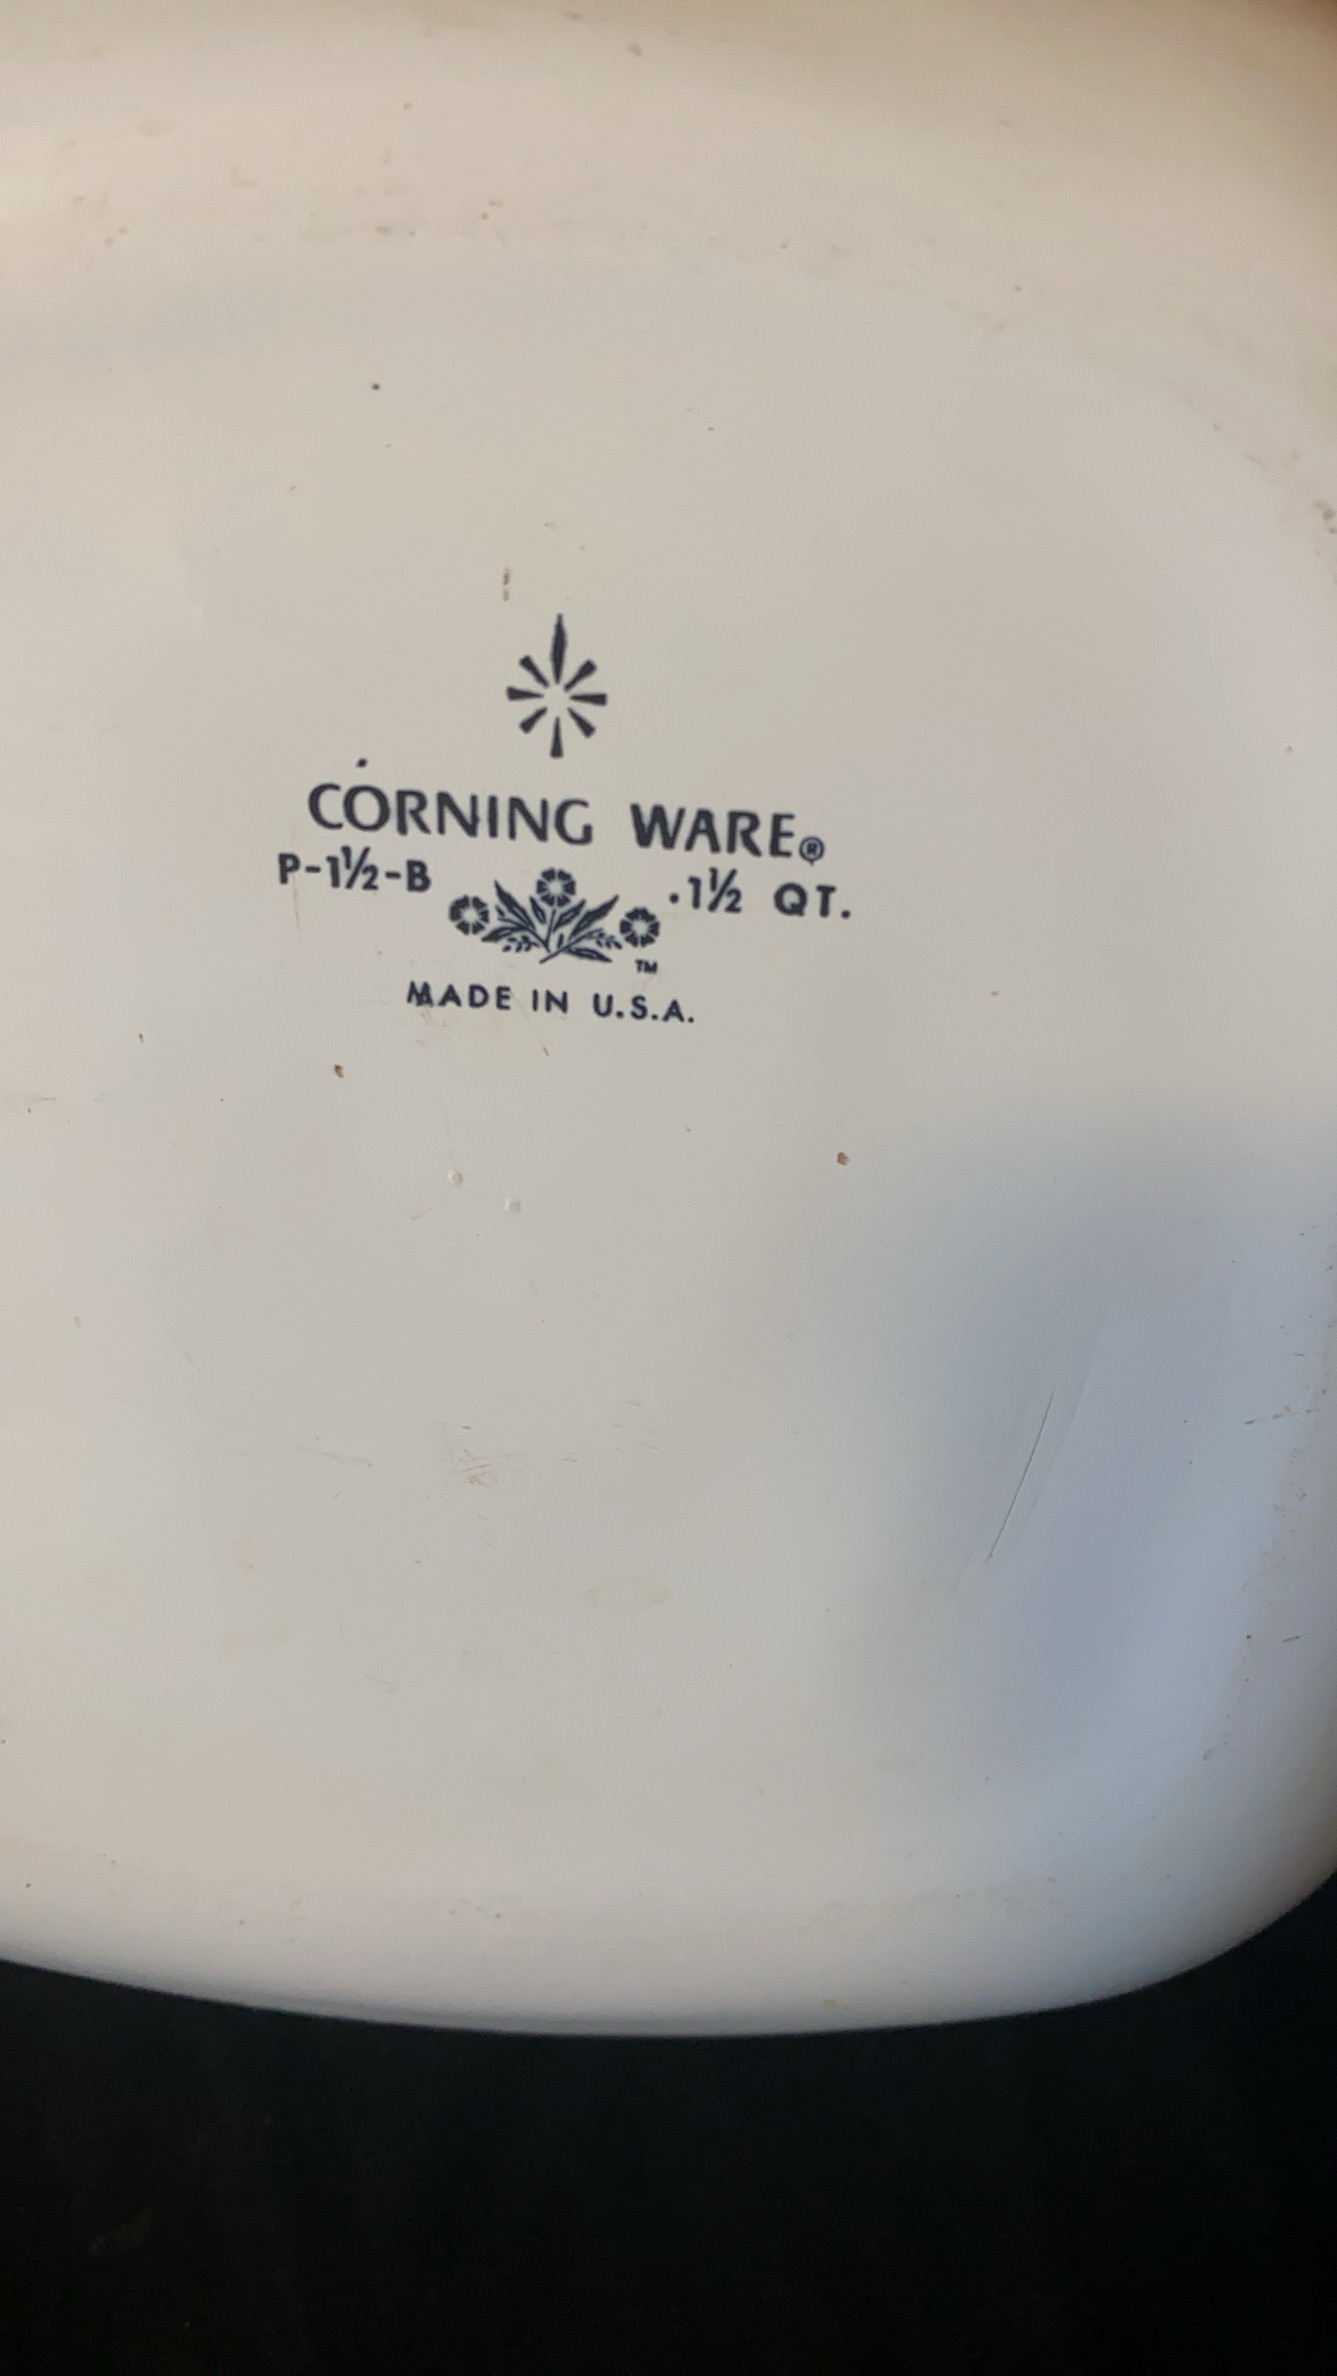 CORNING WARE®
P-1½-B .1½ QT.
TM
MADE IN U.S.A.